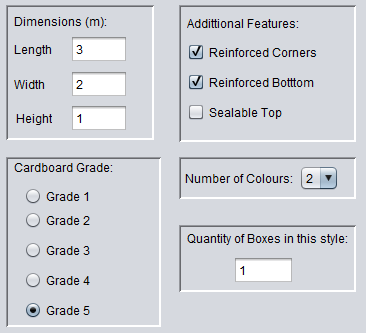 Dimensions (m):
Length 3
Width 2
Height 1
Addittional Features:
Reinforced Corners
Reinforced Botttom
Sealable Top
Cardboard Grade:
Grade 1
Grade 2
Grade 3
Grade 4
Grade 5
Number of Colours: 2
Quantity of Boxes in this style:
1